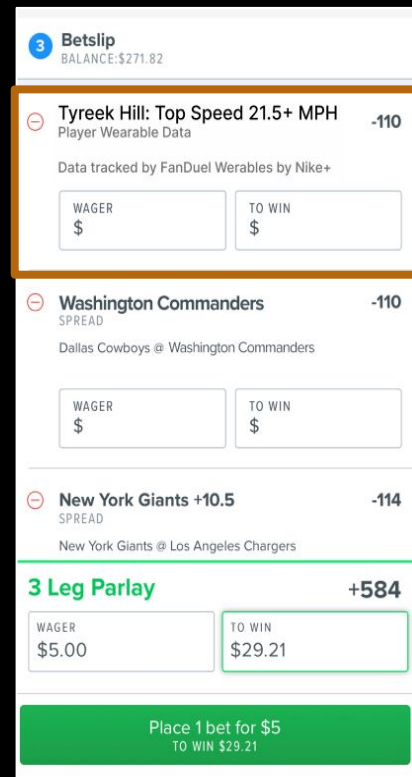 3 Betslip
BALANCE:$271.82
Tyreek Hill: Top Speed 21.5+ MPH -110
Player Wearable Data
Data tracked by FanDuel Werables by Nike+
WAGER TO WIN
$ $
Washington Commanders -110
SPREAD
Dallas Cowboys @ Washington Commanders
WAGER TO WIN
$ $
New York Giants +10.5 -114
SPREAD
New York Giants @ Los Angeles Chargers
3 Leg Parlay +584
WAGER TO WIN
$5.00 $29.21
Place 1 bet for $5
TO WIN $29.21